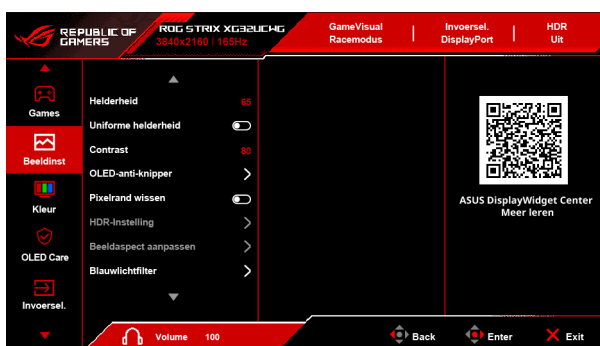 REPUBLIC OF
GAMERS
ROG STRIX XG32UCWG
3840x2160 | 165Hz
GameVisual
Racemodus
Invoersel.
DisplayPort
HDR
Uit
Games
Beeldinst
Kleur
OLED Care
Invoersel.
Helderheid 65
Uniforme helderheid
Contrast 80
OLED-anti-knipper
Pixelrand wissen
HDR-Instelling
Beeldaspect aanpassen
Blauwlichtfilter
ASUS DisplayWidget Center
Meer leren
Volume 100
Back
Enter
Exit